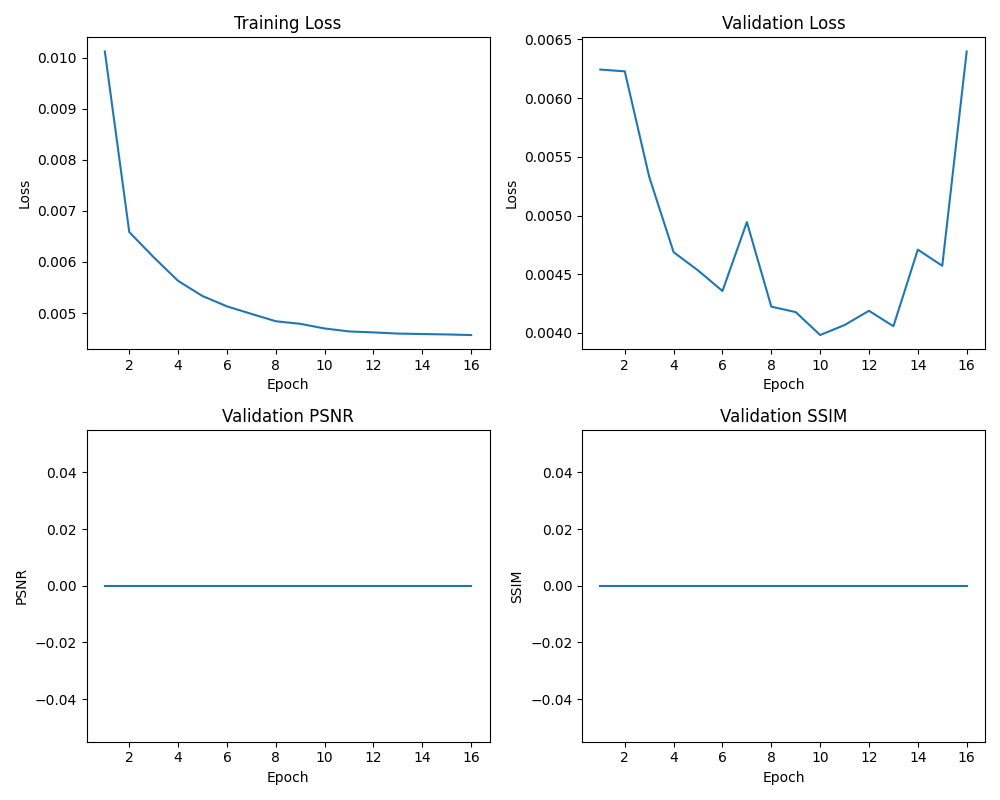 Training Loss
0.010
0.009
0.008
0.007
0.006
0.005
Loss
2 4 6 8 10 12 14 16
Epoch
Validation Loss
0.0065
0.0060
0.0055
0.0050
0.0045
0.0040
Loss
2 4 6 8 10 12 14 16
Epoch
Validation PSNR
0.04
0.02
0.00
−0.02
−0.04
PSNR
2 4 6 8 10 12 14 16
Epoch
Validation SSIM
0.04
0.02
0.00
−0.02
−0.04
SSIM
2 4 6 8 10 12 14 16
Epoch